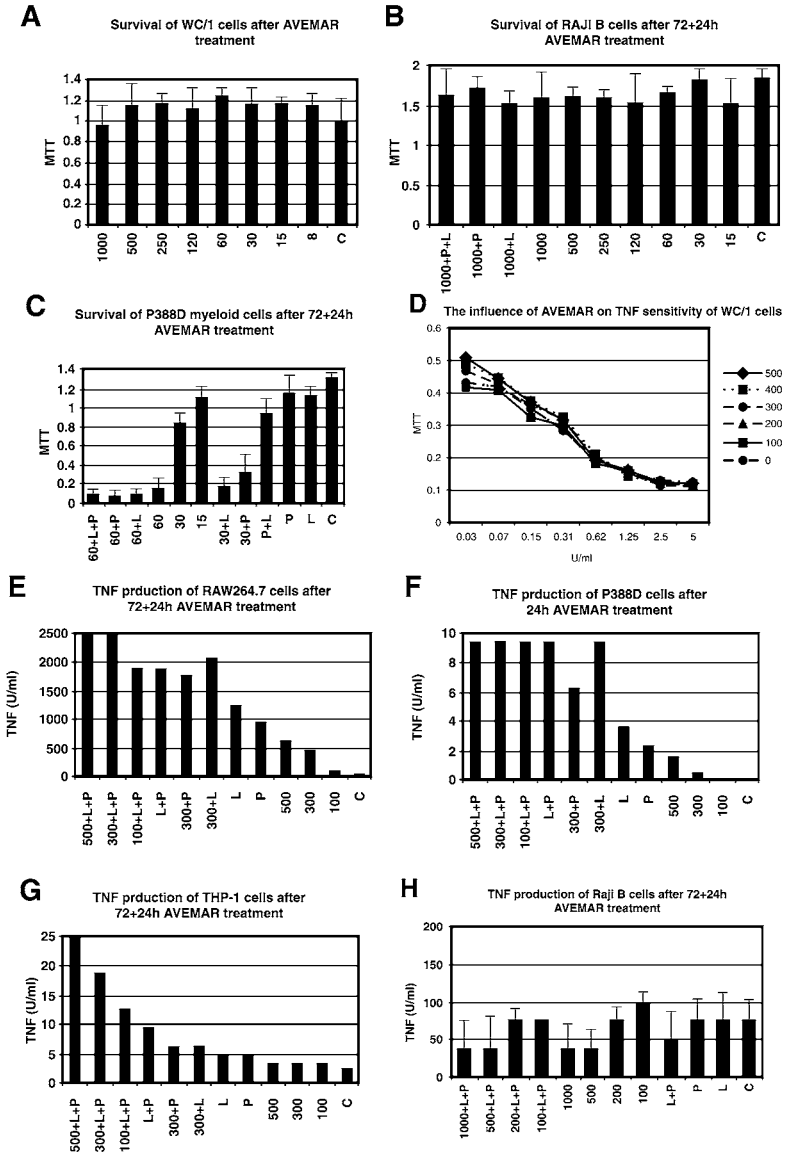 A
Survival of WC/1 cells after AVEMAR
treatment
MTT
1.4
1.2
1
0.8
0.6
0.4
0.2
0
1000
500
250
120
60
30
15
8
C
B
Survival of RAJI B cells after 72+24h
AVEMAR treatment
MTT
2
1.5
1
0.5
0
1000+P+L
1000+P
1000+L
1000
500
250
120
60
30
15
C
C
Survival of P388D myeloid cells after 72+24h
AVEMAR treatment
MTT
1.4
1.2
1
0.8
0.6
0.4
0.2
0
60+L+P
60+P
60+L
60
30
15
30+L
30+P
P+L
P
L
C
D
The influence of AVEMAR on TNF sensitivity of WC/1 cells
MTT
0.6
0.5
0.4
0.3
0.2
0.1
0
0.03 0.07 0.15 0.31 0.62 1.25 2.5 5
U/ml
500
400
300
200
100
0
E
TNF prduction of RAW264.7 cells after
72+24h AVEMAR treatment
TNF (U/ml)
2500
2000
1500
1000
500
0
500+L+P
300+L+P
100+L+P
L+P
300+P
300+L
L
P
500
300
100
C
F
TNF prduction of P388D cells after
24h AVEMAR treatment
TNF (U/ml)
10
8
6
4
2
0
500+L+P
300+L+P
100+L+P
L+P
300+P
300+L
L
P
500
300
100
C
G
TNF prduction of THP-1 cells after
72+24h AVEMAR treatment
TNF (U/ml)
25
20
15
10
5
0
500+L+P
300+L+P
100+L+P
L+P
300+P
300+L
L
P
500
300
100
C
H
TNF production of Raji B cells after 72+24h
AVEMAR treatment
TNF (U/ml)
200
150
100
50
0
1000+L+P
500+L+P
200+L+P
100+L+P
1000
500
200
100
L+P
P
L
C